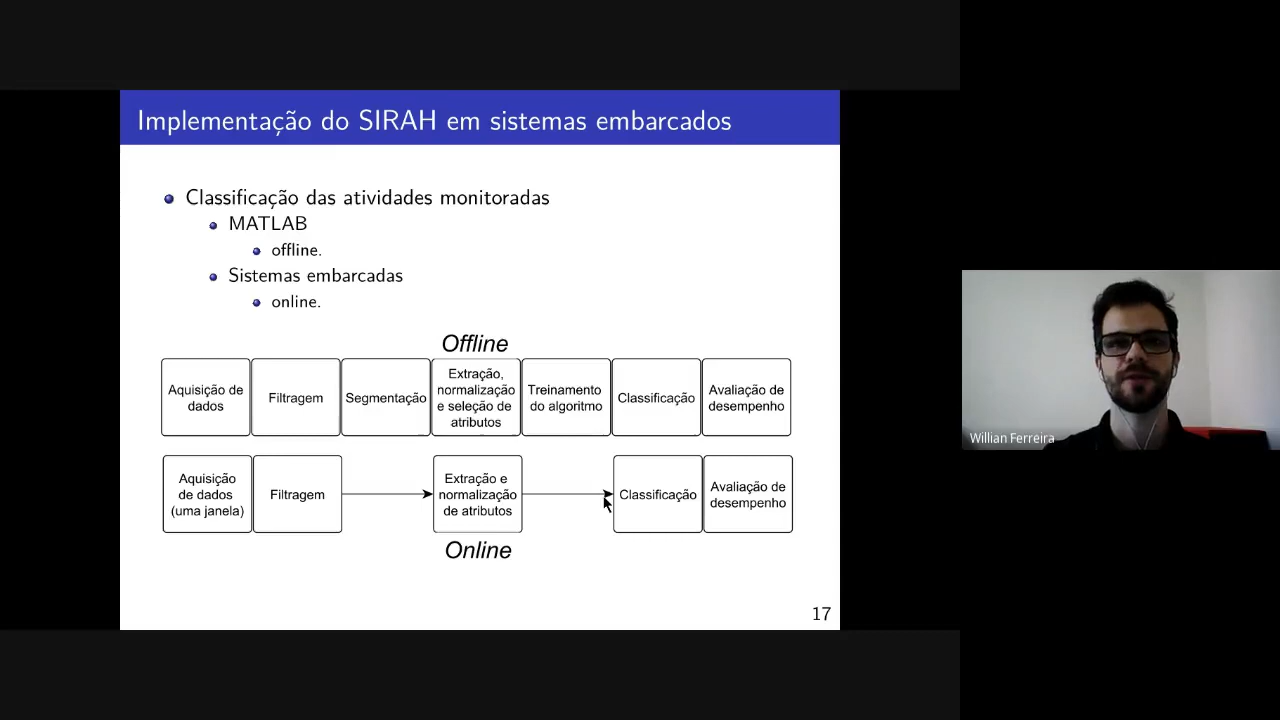 Implementação do SIRAH em sistemas embarcados
Classificação das atividades monitoradas
MATLAB
offline.
Sistemas embarcadas
online.
Offline
Aquisição de
dados
Filtragem
Segmentação
Extração,
normalização
e seleção de
atributos
Treinamento
do algoritmo
Classificação
Avaliação de
desempenho
Aquisição
de dados
(uma janela)
Filtragem
Extração e
normalização
de atributos
Classificação
Avaliação de
desempenho
Online
17
Willian Ferreira